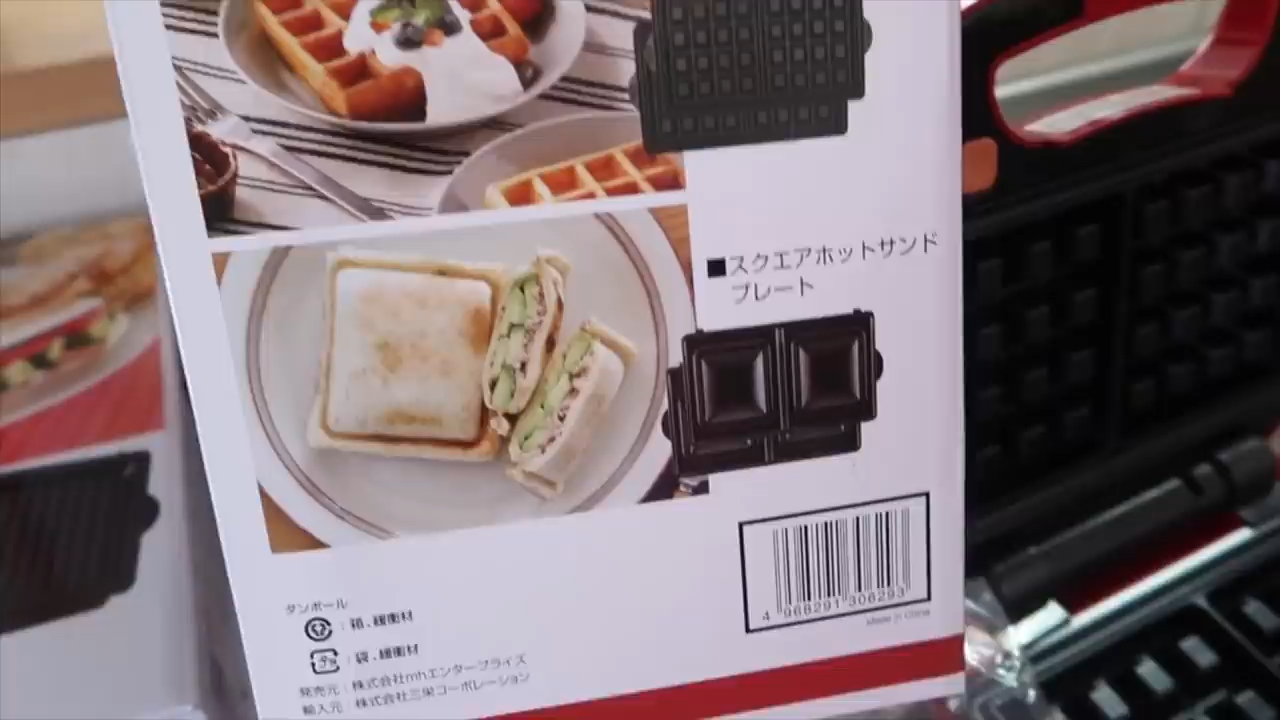 ■スクエアホットサンド
プレート
4 968291 306293
Made in China
ダンボール
：箱、緩衝材
プラ
：袋、緩衝材
発売元：株式会社mhエンタープライズ
輸入元：株式会社三栄コーポレーション